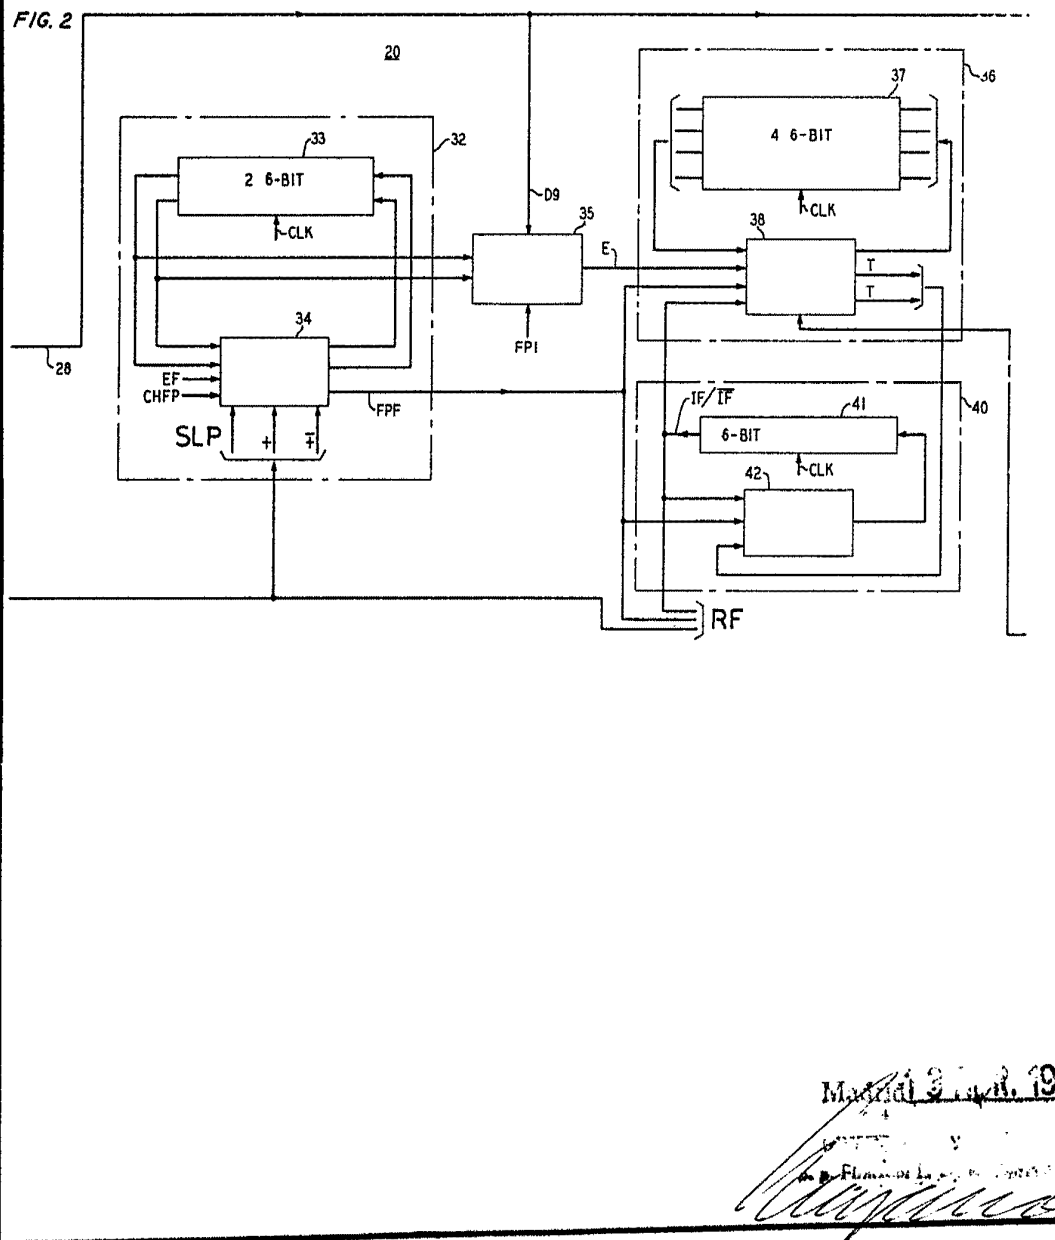 FIG. 2
20
36
37
4 6-BIT
CLK
32
33
2 6-BIT
CLK
D9
35
E
38
T
T
FPI
34
28
EF
CHFP
FPF
SLP
+
IF/I̅F̅
41
40
6-BIT
CLK
42
RF
Madrid